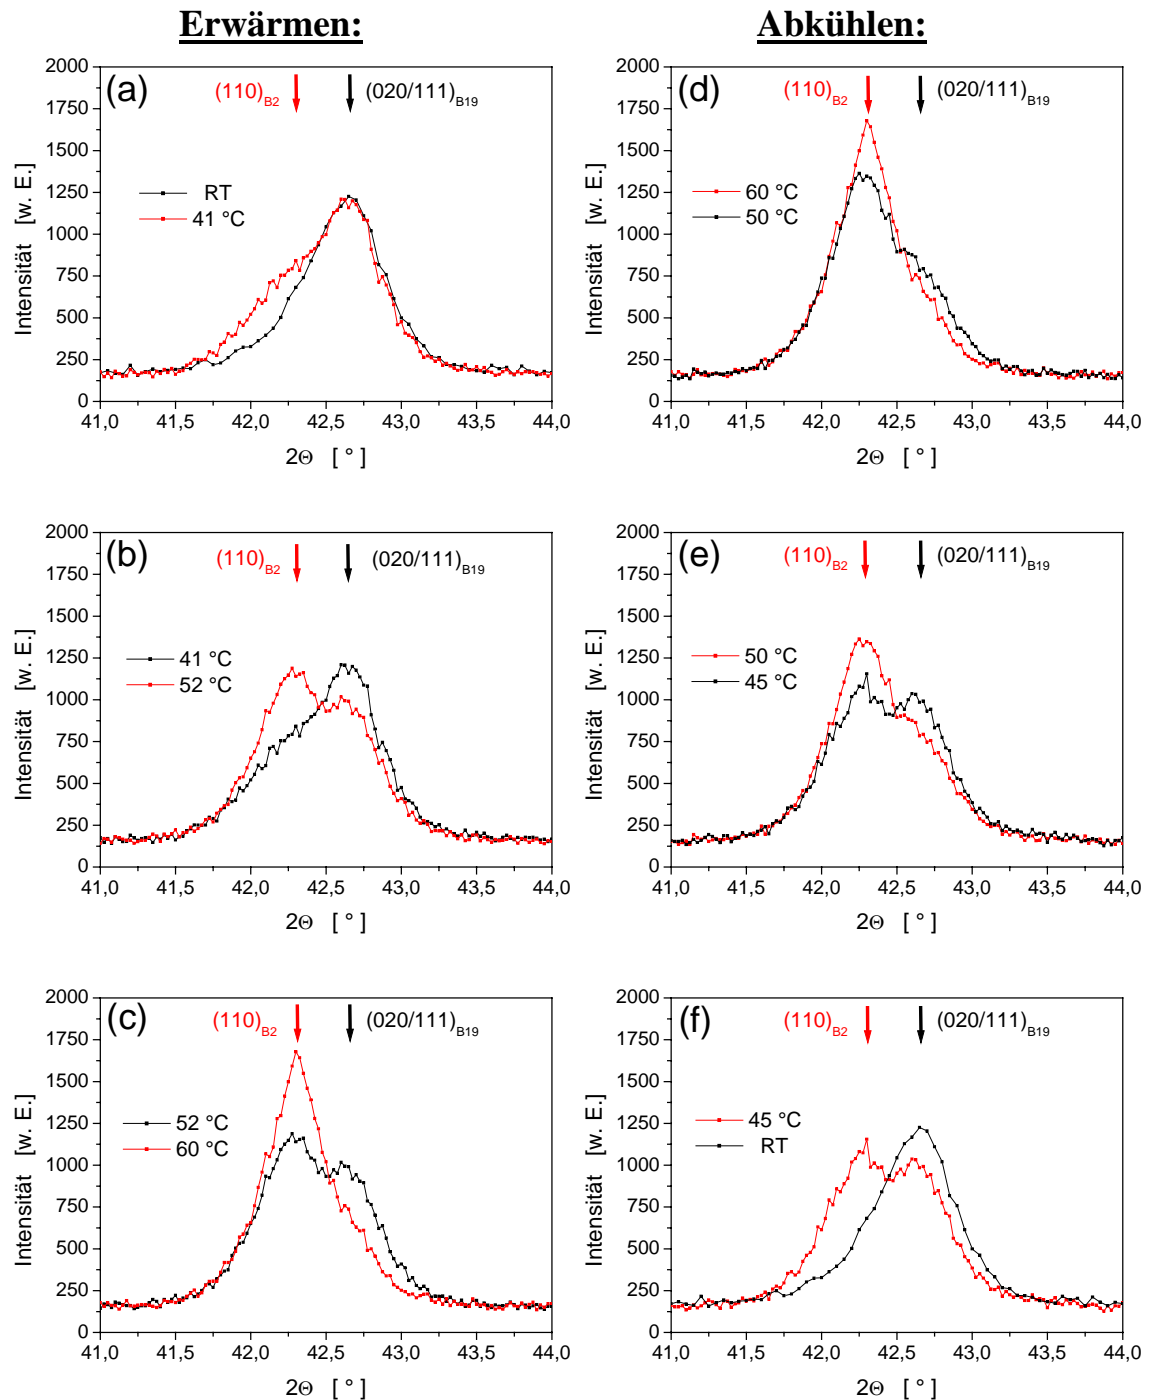 Erwärmen:
Abkühlen:
(a)
(110)B2
(020/111)B19
RT
41 °C
Intensität [w. E.]
2000
1750
1500
1250
1000
750
500
250
0
41,0 41,5 42,0 42,5 43,0 43,5 44,0
2Θ [ ° ]
(d)
(110)B2
(020/111)B19
60 °C
50 °C
Intensität [w. E.]
2000
1750
1500
1250
1000
750
500
250
0
41,0 41,5 42,0 42,5 43,0 43,5 44,0
2Θ [ ° ]
(b)
(110)B2
(020/111)B19
41 °C
52 °C
Intensität [w. E.]
2000
1750
1500
1250
1000
750
500
250
0
41,0 41,5 42,0 42,5 43,0 43,5 44,0
2Θ [ ° ]
(e)
(110)B2
(020/111)B19
50 °C
45 °C
Intensität [w. E.]
2000
1750
1500
1250
1000
750
500
250
0
41,0 41,5 42,0 42,5 43,0 43,5 44,0
2Θ [ ° ]
(c)
(110)B2
(020/111)B19
52 °C
60 °C
Intensität [w. E.]
2000
1750
1500
1250
1000
750
500
250
0
41,0 41,5 42,0 42,5 43,0 43,5 44,0
2Θ [ ° ]
(f)
(110)B2
(020/111)B19
45 °C
RT
Intensität [w. E.]
2000
1750
1500
1250
1000
750
500
250
0
41,0 41,5 42,0 42,5 43,0 43,5 44,0
2Θ [ ° ]